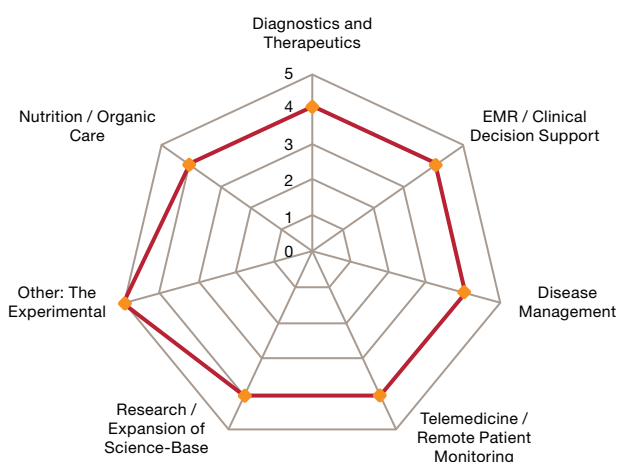 Diagnostics and
Therapeutics
5
4
3
2
1
0
EMR / Clinical
Decision Support
Disease
Management
Telemedicine /
Remote Patient
Monitoring
Research /
Expansion of
Science-Base
Other: The
Experimental
Nutrition / Organic
Care